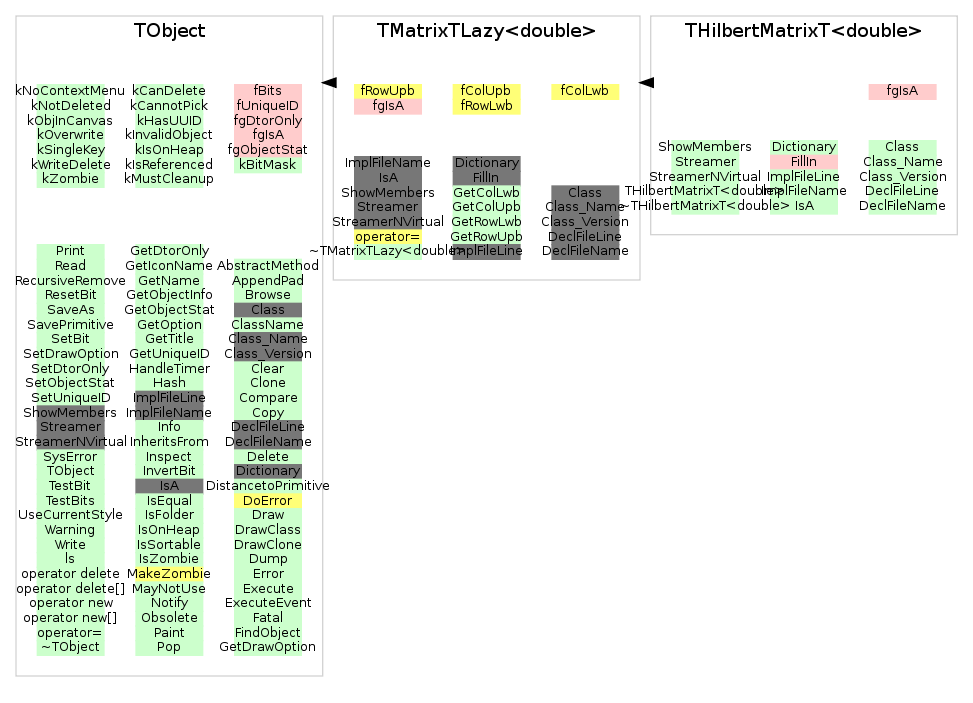 TObject
kNoContextMenu kCanDelete fBits
kNotDeleted kCannotPick fUniqueID
kObjInCanvas kHasUUID fgDtorOnly
kOverwrite kInvalidObject fgIsA
kSingleKey kIsOnHeap fgObjectStat
kWriteDelete kIsReferenced kBitMask
kZombie kMustCleanup
Print GetDtorOnly
Read GetIconName AbstractMethod
RecursiveRemove GetName AppendPad
ResetBit GetObjectInfo Browse
SaveAs GetObjectStat Class
SavePrimitive GetOption ClassName
SetBit GetTitle Class_Name
SetDrawOption GetUniqueID Class_Version
SetDtorOnly HandleTimer Clear
SetObjectStat Hash Clone
SetUniqueID ImplFileLine Compare
ShowMembers ImplFileName Copy
Streamer Info DeclFileLine
StreamerNVirtual InheritsFrom DeclFileName
SysError Inspect Delete
TObject InvertBit Dictionary
TestBit IsA DistancetoPrimitive
TestBits IsEqual DoError
UseCurrentStyle IsFolder Draw
Warning IsOnHeap DrawClass
Write IsSortable DrawClone
ls IsZombie Dump
operator delete MakeZombie Error
operator delete[] MayNotUse Execute
operator new Notify ExecuteEvent
operator new[] Obsolete Fatal
operator= Paint FindObject
~TObject Pop GetDrawOption
TMatrixTLazy<double>
fRowUpb fColUpb fColLwb
fgIsA fRowLwb
ImplFileName Dictionary
IsA FillIn
ShowMembers GetColLwb Class
Streamer GetColUpb Class_Name
StreamerNVirtual GetRowLwb Class_Version
operator= GetRowUpb DeclFileLine
~TMatrixTLazy<double> ImplFileLine DeclFileName
THilbertMatrixT<double>
fgIsA
ShowMembers Dictionary Class
Streamer FillIn Class_Name
StreamerNVirtual ImplFileLine Class_Version
THilbertMatrixT<double> ImplFileName DeclFileLine
~THilbertMatrixT<double> IsA DeclFileName